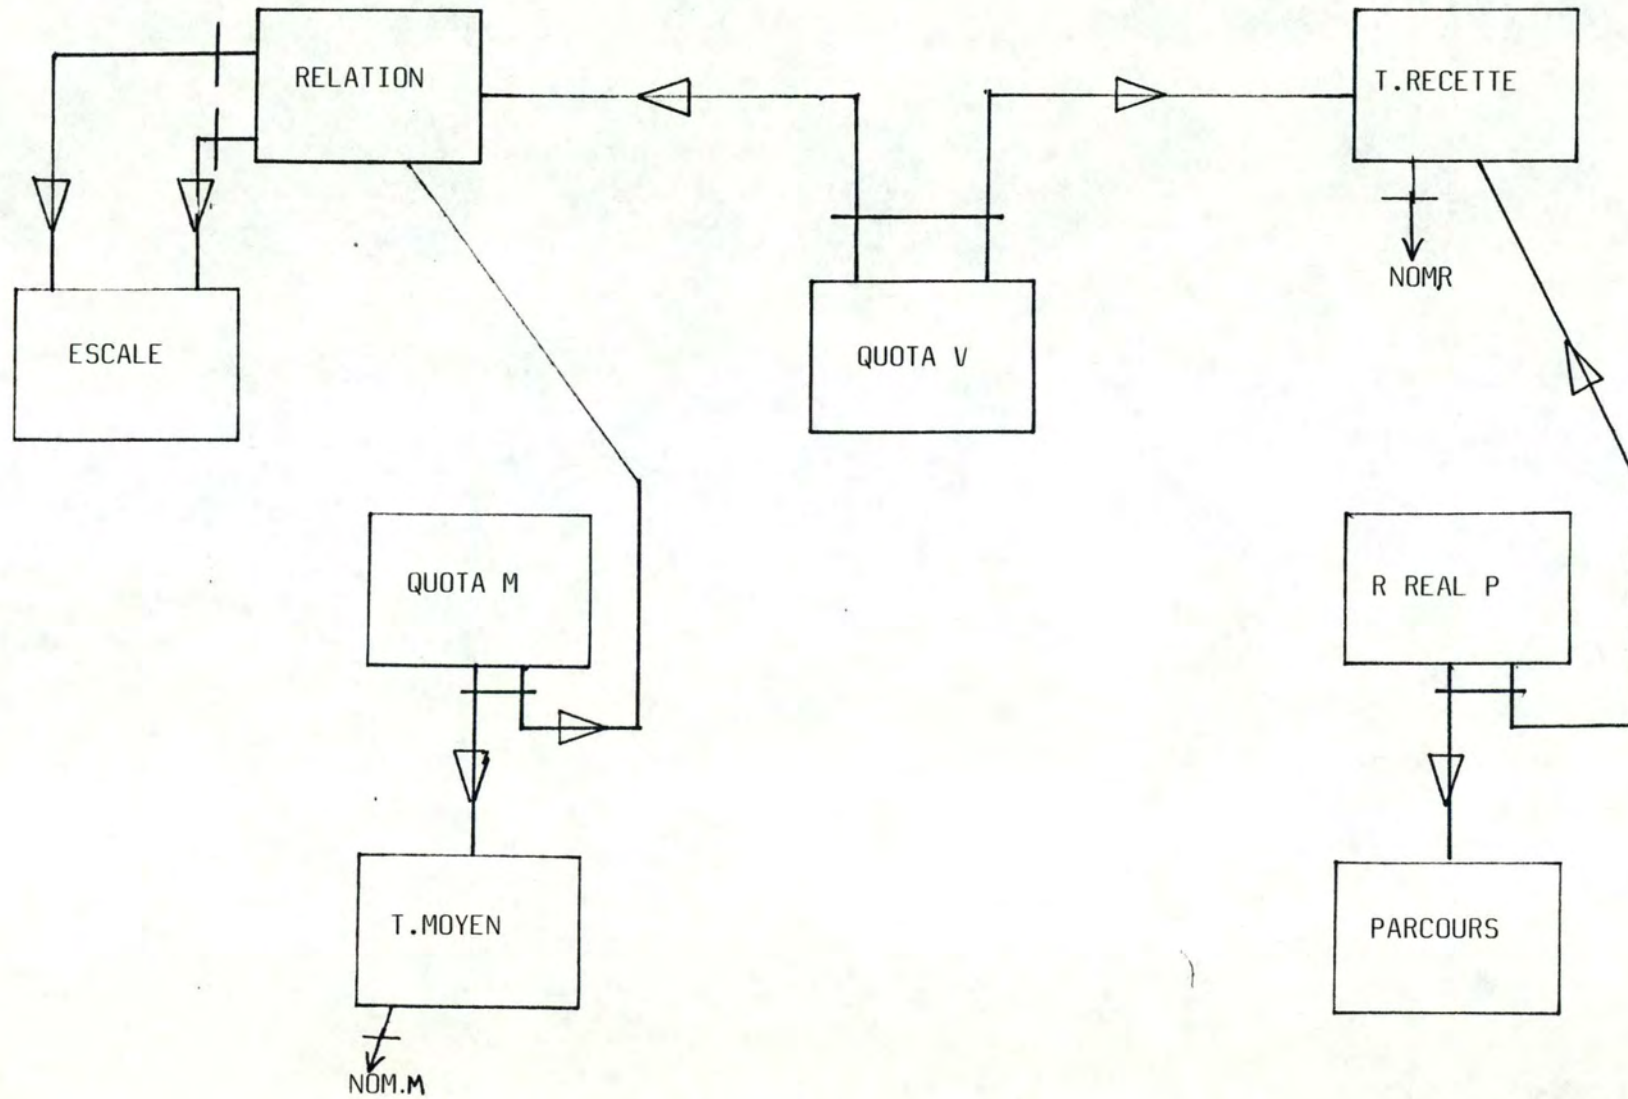 RELATION
T.RECETTE
NOMR
ESCALE
QUOTA V
QUOTA M
R REAL P
T.MOYEN
PARCOURS
NOM.M